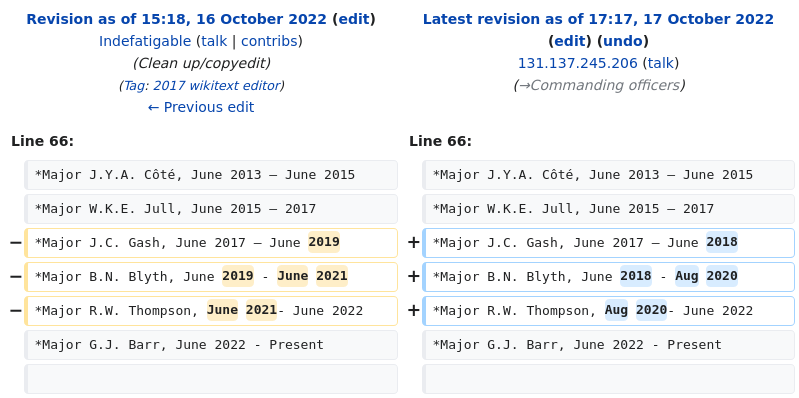 Revision as of 15:18, 16 October 2022 (edit)
Indefatigable (talk | contribs)
(Clean up/copyedit)
(Tag: 2017 wikitext editor)
← Previous edit
Latest revision as of 17:17, 17 October 2022
(edit) (undo)
131.137.245.206 (talk)
(→Commanding officers)
Line 66:
*Major J.Y.A. Côté, June 2013 – June 2015
*Major W.K.E. Jull, June 2015 – 2017
− *Major J.C. Gash, June 2017 – June 2019
− *Major B.N. Blyth, June 2019 - June 2021
− *Major R.W. Thompson, June 2021- June 2022
*Major G.J. Barr, June 2022 - Present
Line 66:
*Major J.Y.A. Côté, June 2013 – June 2015
*Major W.K.E. Jull, June 2015 – 2017
+ *Major J.C. Gash, June 2017 – June 2018
+ *Major B.N. Blyth, June 2018 - Aug 2020
+ *Major R.W. Thompson, Aug 2020- June 2022
*Major G.J. Barr, June 2022 - Present